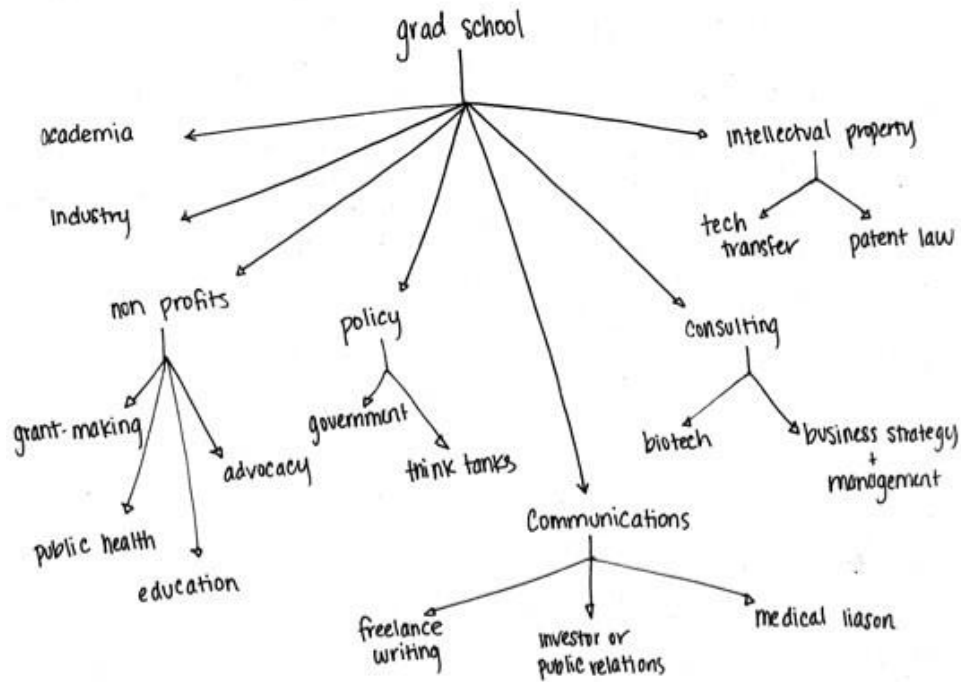 grad school
academia
industry
non profits
grant-making
public health
education
advocacy
policy
government
think tanks
Communications
freelance
writing
investor or
public relations
medical liason
consulting
biotech
business strategy
+
management
intellectual property
tech
transfer
patent law